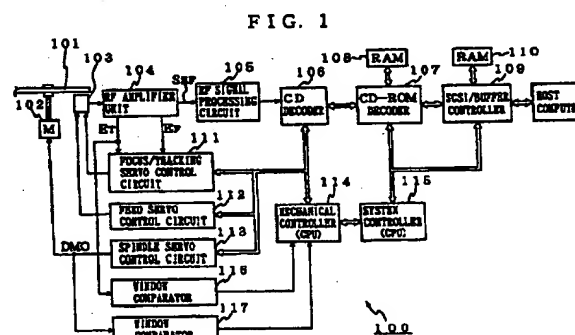 FIG. 1
101
103
104
105
106
108
RAM
107
RAM
110
109
RF AMPLIFIER
UNIT
SRF
RF SIGNAL
PROCESSING
CIRCUIT
CD
DECODER
CD-ROM
DECODER
SCSI/BUFFER
CONTROLLER
HOST
COMPUTE
102
M
ET
EF
111
FOCUS/TRACKING
SERVO CONTROL
CIRCUIT
112
FEED SERVO
CONTROL CIRCUIT
113
DMO
SPINDLE SERVO
CONTROL CIRCUIT
114
MECHANICAL
CONTROLLER
(CPU)
115
SYSTEM
CONTROLLER
(CPU)
116
WINDOW
COMPARATOR
117
WINDOW
COMPARATOR
100